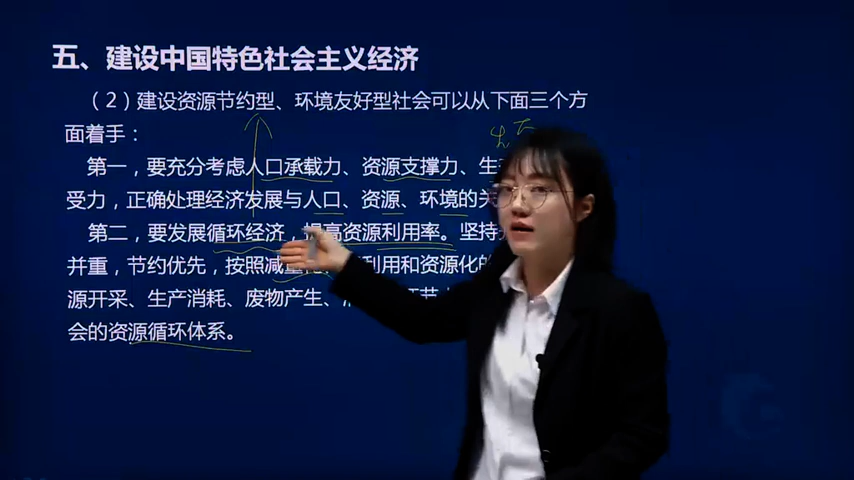 五、建设中国特色社会主义经济
（2）建设资源节约型、环境友好型社会可以从下面三个方
面着手：
第一，要充分考虑人口承载力、资源支撑力、生
受力，正确处理经济发展与人口、资源、环境的关
第二，要发展循环经济，提高资源利用率。坚持
并重，节约优先，按照减量化、利用和资源化的
源开采、生产消耗、废物产生、消
会的资源循环体系。